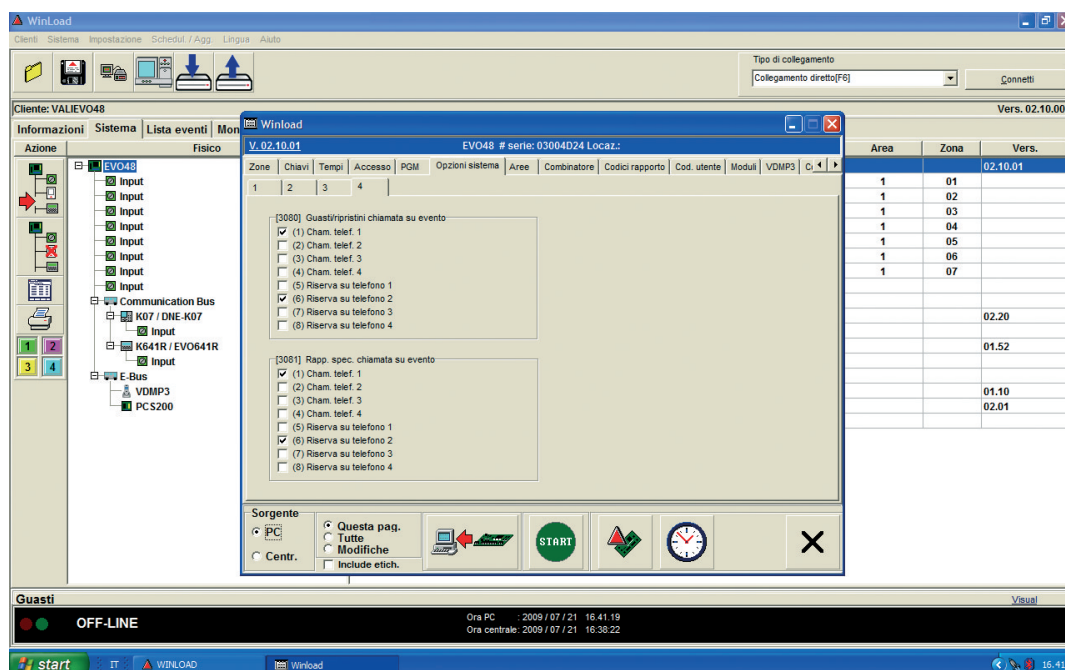 WinLoad
Clienti Sistema Impostazione Schedul. / Agg. Lingua Aiuto
Tipo di collegamento
Collegamento diretto[F6]
Connetti
Cliente: VALIEVO48
Vers. 02.10.00
Informazioni Sistema Lista eventi Mon
Azione Fisico
Area Zona Vers.
EVO48
02.10.01
Input
1 01
Input
1 02
Input
1 03
Input
1 04
Input
1 05
Input
1 06
Input
1 07
Input
Communication Bus
K07 / DNE-K07
02.20
Input
K641R / EVO641R
01.52
Input
E-Bus
VDMP3
01.10
PCS200
02.01
1 2
3 4
Winload
V. 02.10.01
EVO48 # serie: 03004D24 Locaz.:
Zone Chiavi Tempi Accesso PGM Opzioni sistema Aree Combinatore Codici rapporto Cod. utente Moduli VDMP3
1 2 3 4
[3080] Guasti/ripristini chiamata su evento
(1) Cham. telef. 1
(2) Cham. telef. 2
(3) Cham. telef. 3
(4) Cham. telef. 4
(5) Riserva su telefono 1
(6) Riserva su telefono 2
(7) Riserva su telefono 3
(8) Riserva su telefono 4
[3081] Rapp. spec. chiamata su evento
(1) Cham. telef. 1
(2) Cham. telef. 2
(3) Cham. telef. 3
(4) Cham. telef. 4
(5) Riserva su telefono 1
(6) Riserva su telefono 2
(7) Riserva su telefono 3
(8) Riserva su telefono 4
Sorgente
PC
Centr.
Questa pag.
Tutte
Modifiche
Include etich.
START
Guasti
Visual
OFF-LINE
Ora PC : 2009 / 07 / 21 16.41.19
Ora centrale: 2009 / 07 / 21 16:38:22
start IT WINLOAD Winload 16.41